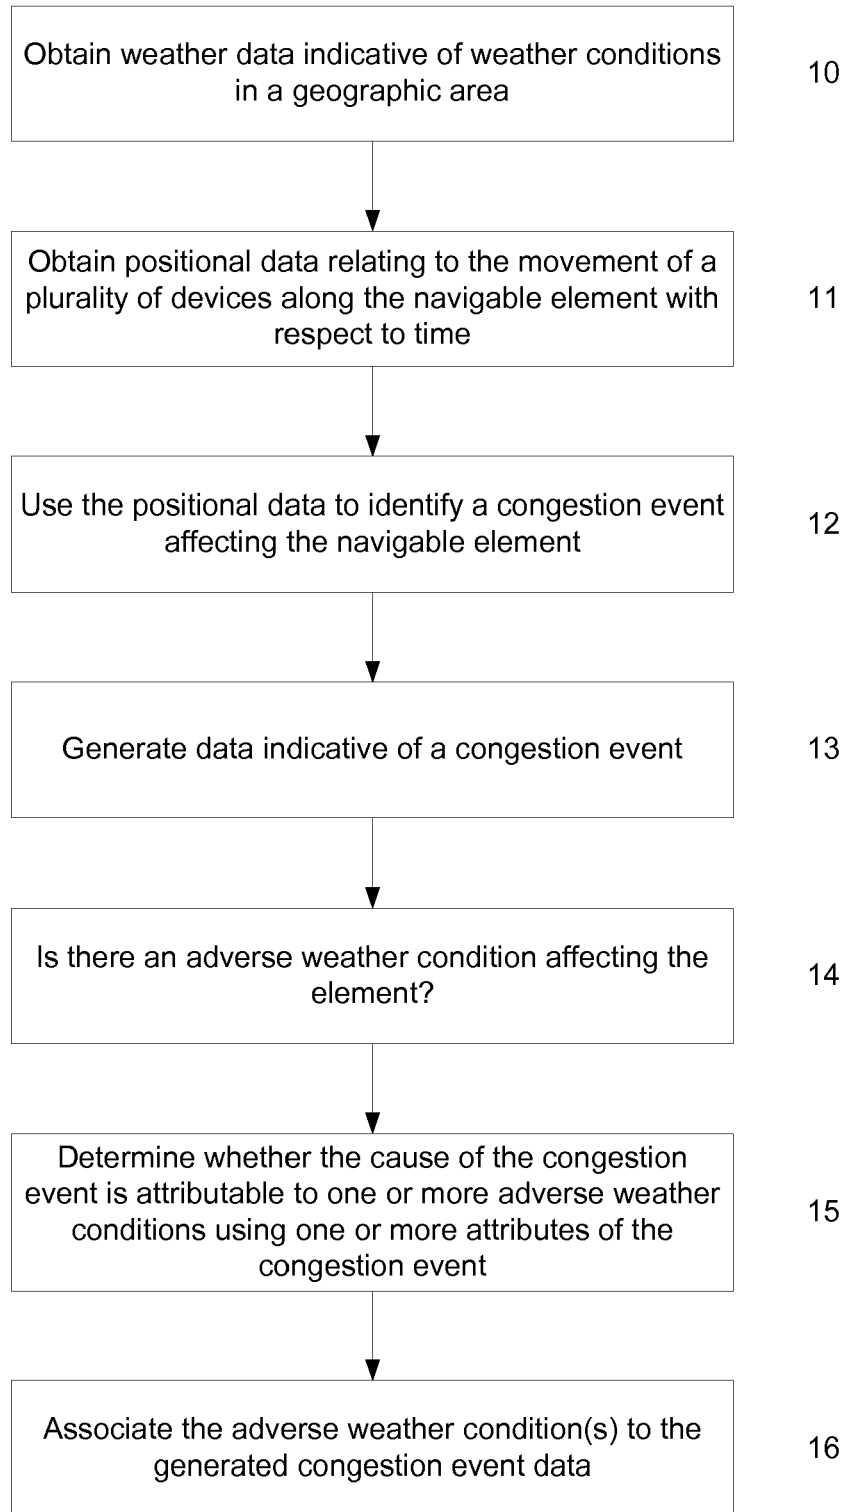 Obtain weather data indicative of weather conditions
in a geographic area
10
Obtain positional data relating to the movement of a
plurality of devices along the navigable element with
respect to time
11
Use the positional data to identify a congestion event
affecting the navigable element
12
Generate data indicative of a congestion event
13
Is there an adverse weather condition affecting the
element?
14
Determine whether the cause of the congestion
event is attributable to one or more adverse weather
conditions using one or more attributes of the
congestion event
15
Associate the adverse weather condition(s) to the
generated congestion event data
16